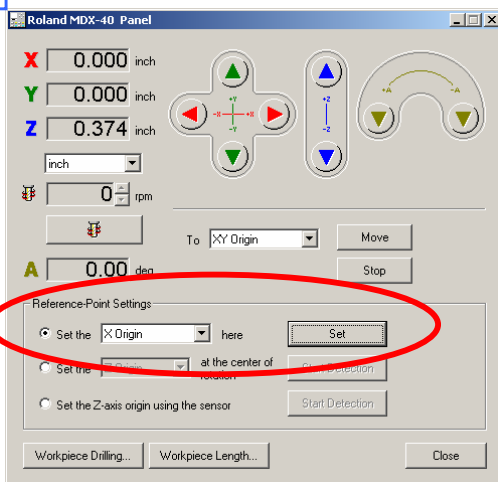 Roland MDX-40 Panel
X 0.000 inch
Y 0.000 inch
Z 0.374 inch
inch
0 rpm
A 0.00 deg
+Y
-X +X
-Y
+Z
-Z
+A -A
To XY Origin Move
Stop
Reference-Point Settings
Set the X Origin here Set
Set the Origin at the center of rotation Start Detection
Set the Z-axis origin using the sensor Start Detection
Workpiece Drilling... Workpiece Length... Close